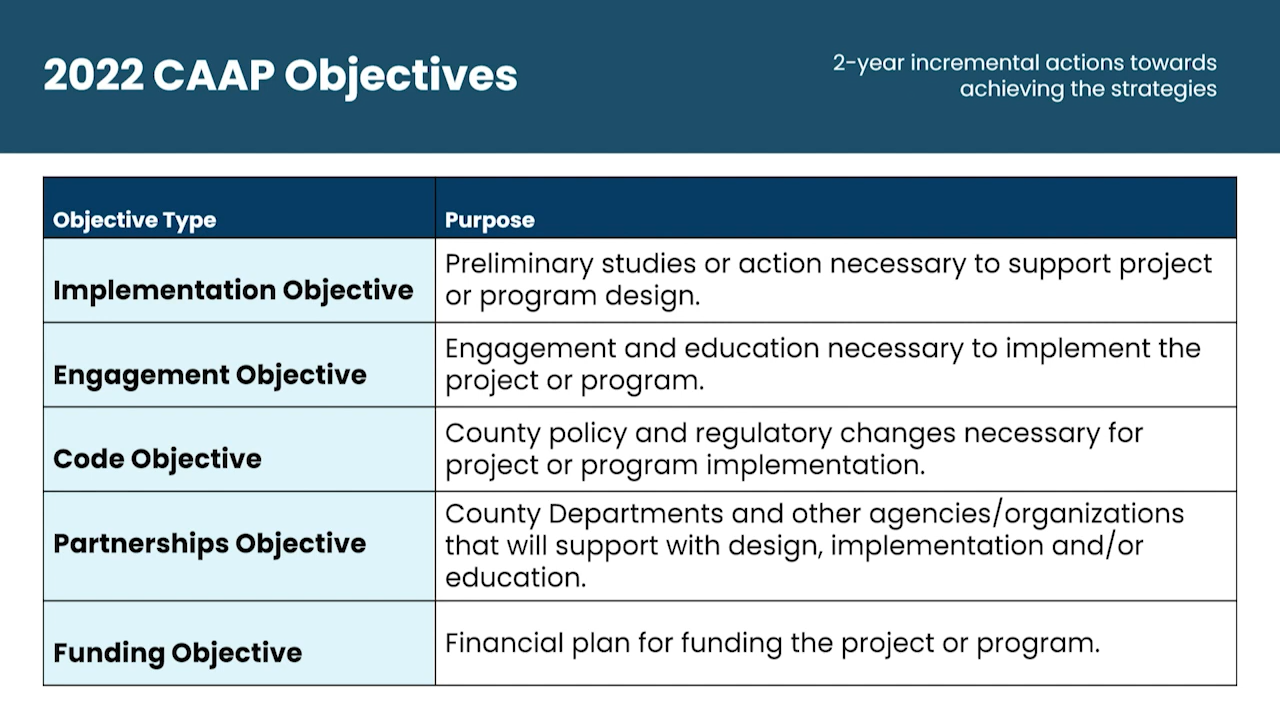 2022 CAAP Objectives
2-year incremental actions towards
achieving the strategies
Objective Type
Purpose
Implementation Objective
Preliminary studies or action necessary to support project
or program design.
Engagement Objective
Engagement and education necessary to implement the
project or program.
Code Objective
County policy and regulatory changes necessary for
project or program implementation.
Partnerships Objective
County Departments and other agencies/organizations
that will support with design, implementation and/or
education.
Funding Objective
Financial plan for funding the project or program.